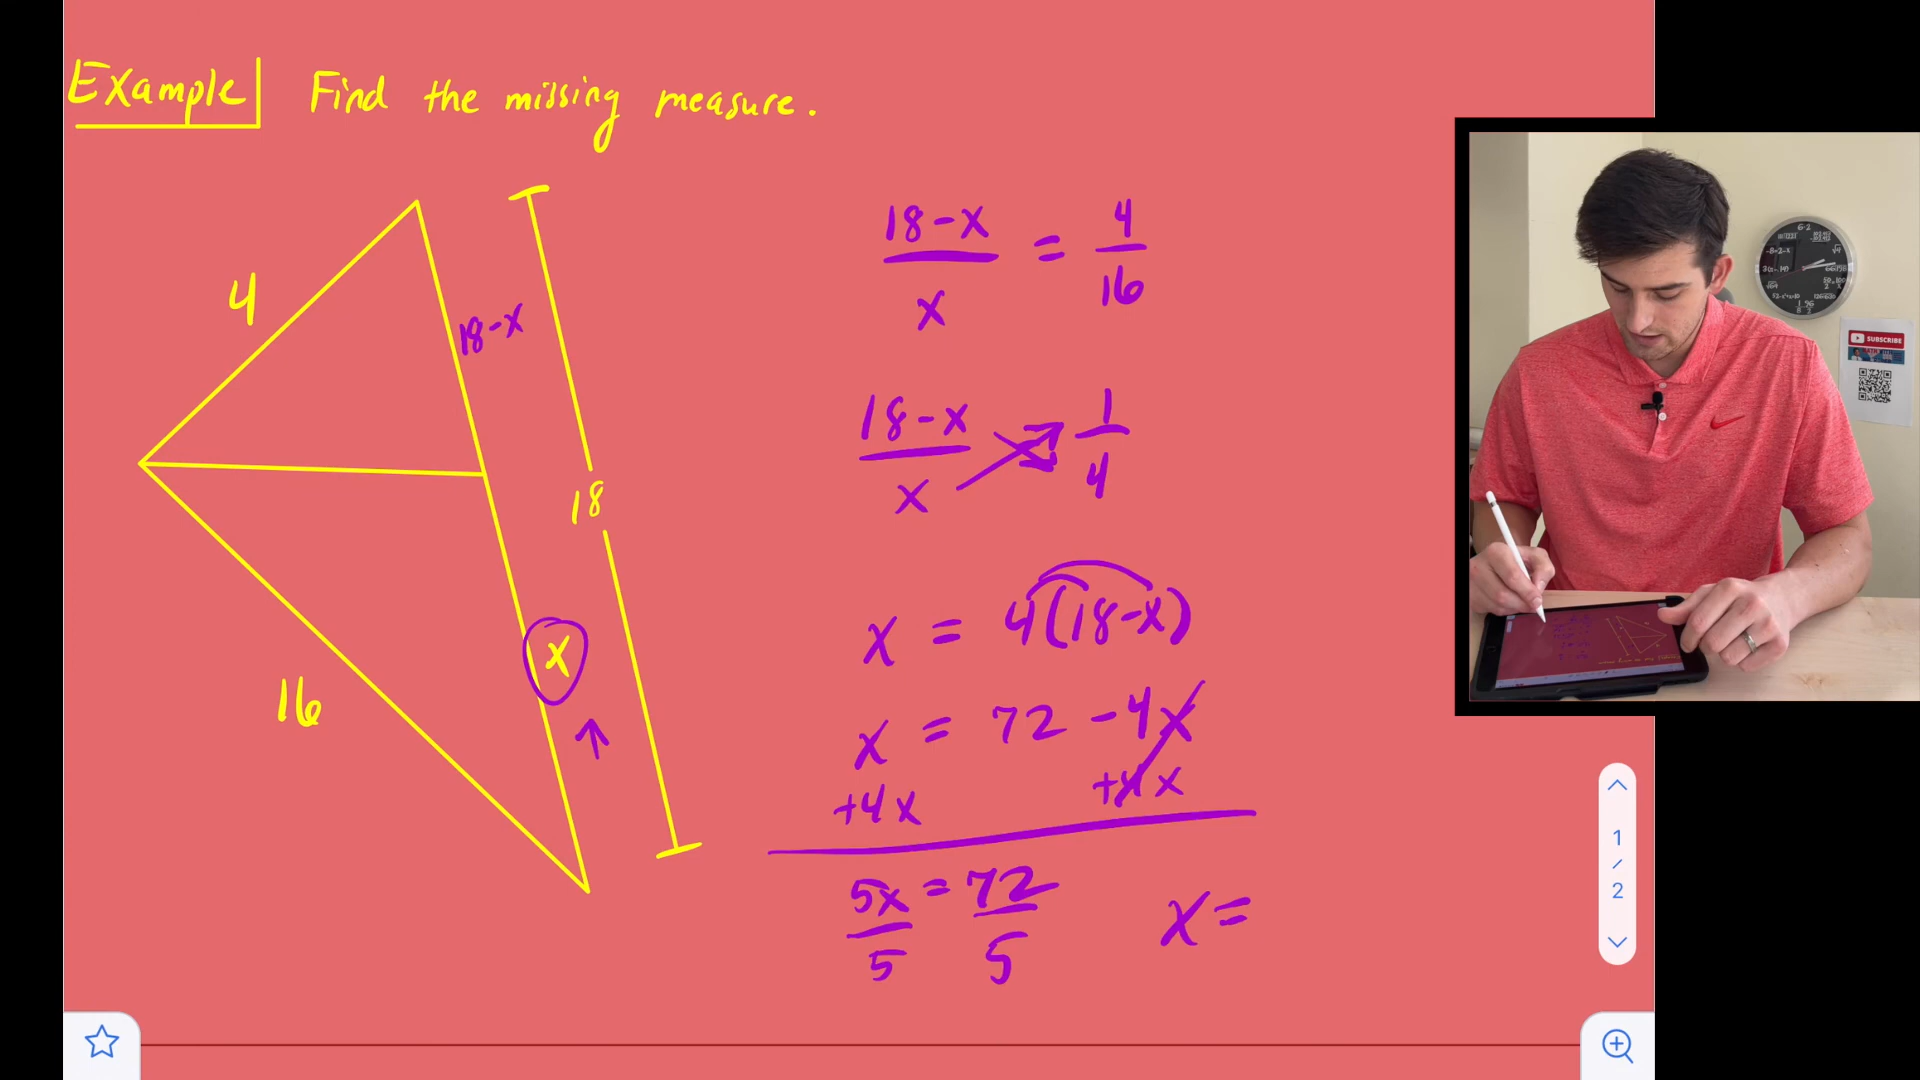 Example Find the missing measure.
4
18-x
18
x
16
18-x / x = 4 / 16
18-x / x 1 / 4
x = 4(18-x)
x = 72 -4x
+4x +4x
5x / 5 = 72 / 5
x=
SUBSCRIBE
1
/
2